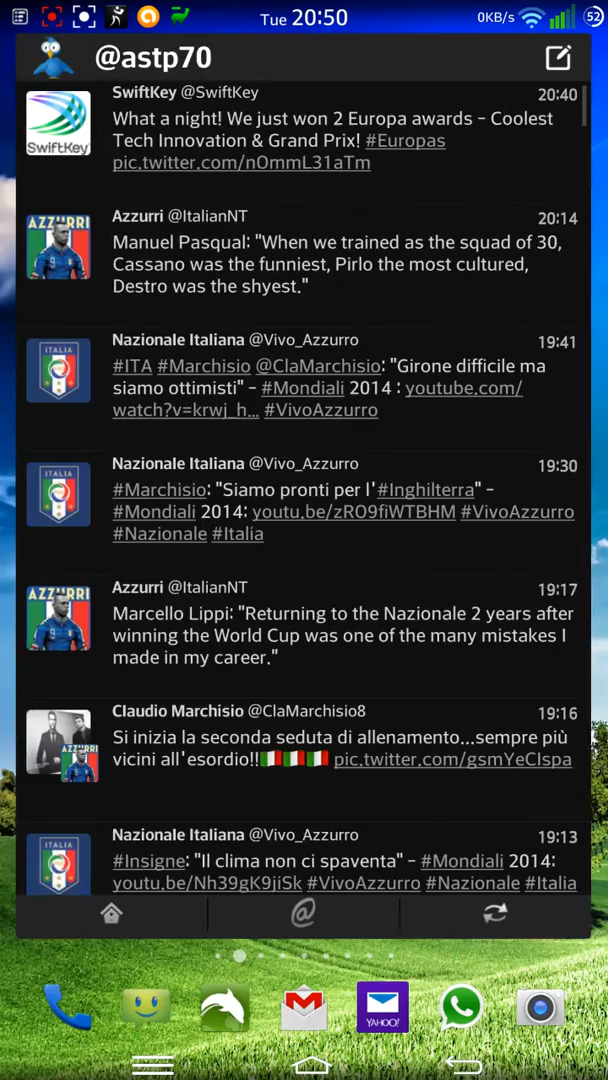 Tue 20:50
0KB/s
52
@astp70
SwiftKey @SwiftKey
20:40
What a night! We just won 2 Europa awards – Coolest
Tech Innovation & Grand Prix! #Europas
pic.twitter.com/nOmmL31aTm
SwiftKey
Azzurri @ItalianNT
20:14
AZZURRI
Manuel Pasqual: "When we trained as the squad of 30,
Cassano was the funniest, Pirlo the most cultured,
Destro was the shyest."
Nazionale Italiana @Vivo_Azzurro
19:41
ITALIA
#ITA #Marchisio @ClaMarchisio: "Girone difficile ma
siamo ottimisti" – #Mondiali 2014 : youtube.com/
watch?v=krwj_h... #VivoAzzurro
Nazionale Italiana @Vivo_Azzurro
19:30
ITALIA
#Marchisio: "Siamo pronti per l'#Inghilterra" –
#Mondiali 2014: youtu.be/zRO9fiWTBHM #VivoAzzurro
#Nazionale #Italia
Azzurri @ItalianNT
19:17
AZZURRI
Marcello Lippi: "Returning to the Nazionale 2 years after
winning the World Cup was one of the many mistakes I
made in my career."
Claudio Marchisio @ClaMarchisio8
19:16
Si inizia la seconda seduta di allenamento...sempre più
vicini all'esordio!!🇮🇹🇮🇹🇮🇹 pic.twitter.com/gsmYeCIspa
AZZURRI
Nazionale Italiana @Vivo_Azzurro
19:13
ITALIA
#Insigne: "Il clima non ci spaventa" – #Mondiali 2014:
youtu.be/Nh39gK9jiSk #VivoAzzurro #Nazionale #Italia
@
YAHOO!